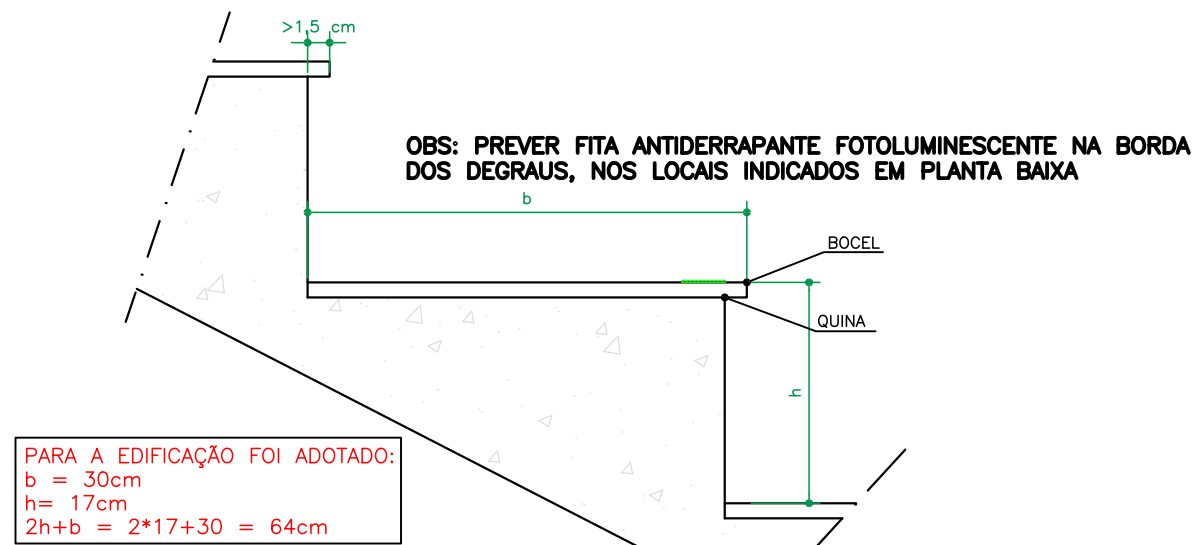 >1,5 cm
OBS: PREVER FITA ANTIDERRAPANTE FOTOLUMINESCENTE NA BORDA
DOS DEGRAUS, NOS LOCAIS INDICADOS EM PLANTA BAIXA
b
BOCEL
QUINA
h
PARA A EDIFICAÇÃO FOI ADOTADO:
b = 30cm
h= 17cm
2h+b = 2*17+30 = 64cm